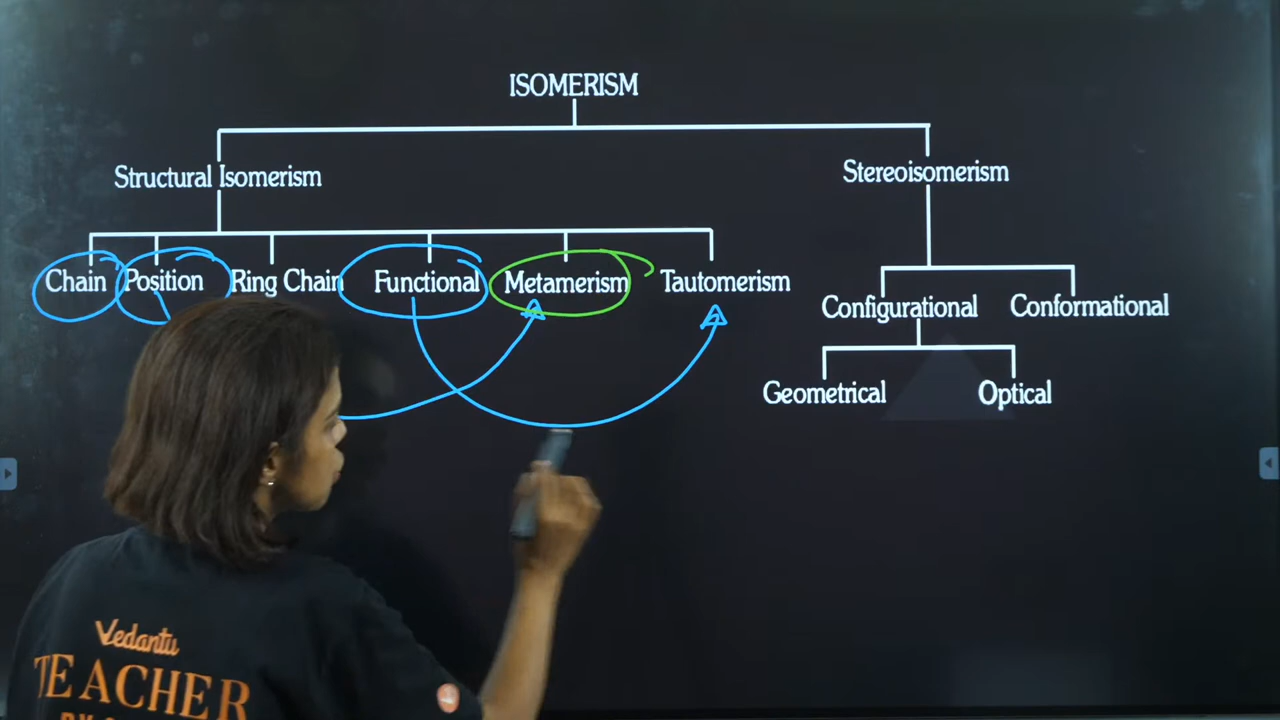 ISOMERISM
Structural Isomerism Stereoisomerism
Chain Position Ring Chain Functional Metamerism Tautomerism
Configurational Conformational
Geometrical Optical
Vedantu
TEACHER